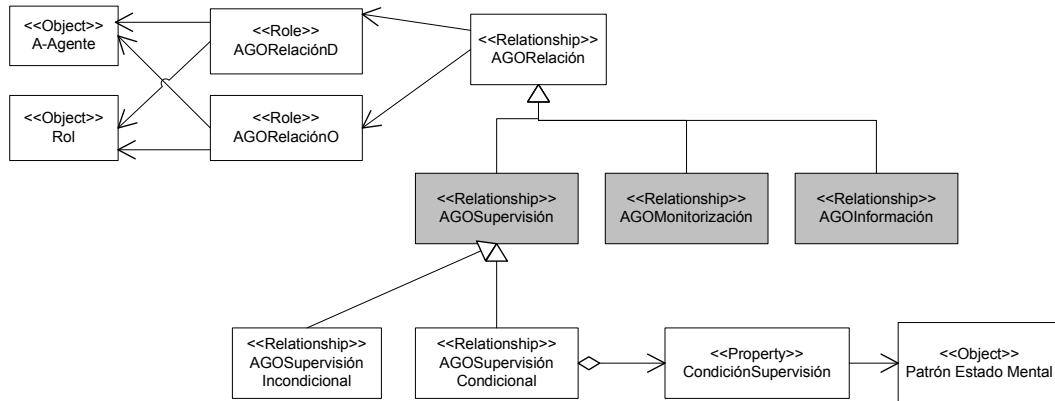 <<Object>>
A-Agente
<<Role>>
AGORelaciónD
<<Relationship>>
AGORelación
<<Object>>
Rol
<<Role>>
AGORelaciónO
<<Relationship>>
AGOSupervisión
<<Relationship>>
AGOMonitorización
<<Relationship>>
AGOInformación
<<Relationship>>
AGOSupervisión
Incondicional
<<Relationship>>
AGOSupervisión
Condicional
<<Property>>
CondiciónSupervisión
<<Object>>
Patrón Estado Mental